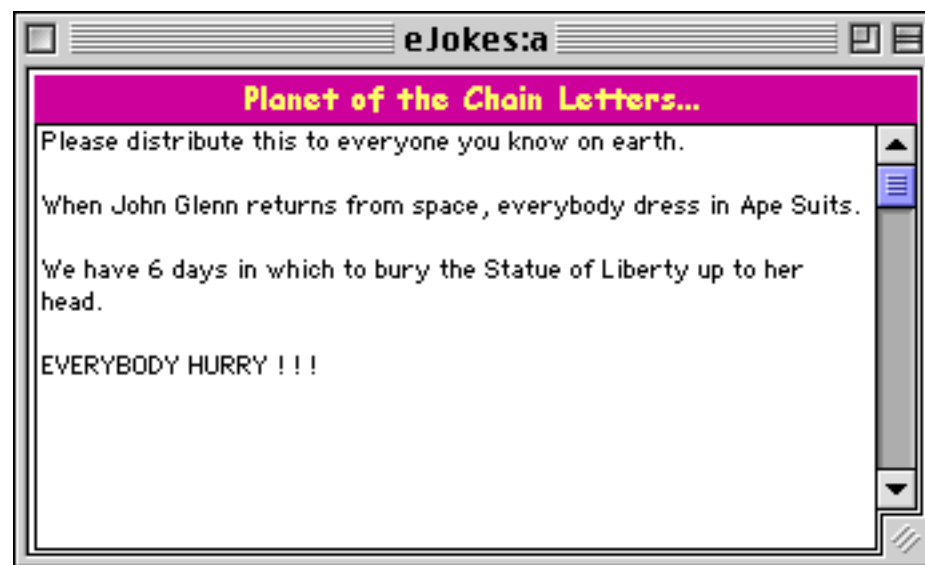 eJokes:a
Planet of the Chain Letters...
Please distribute this to everyone you know on earth.
When John Glenn returns from space, everybody dress in Ape Suits.
We have 6 days in which to bury the Statue of Liberty up to her
head.
EVERYBODY HURRY ! ! !